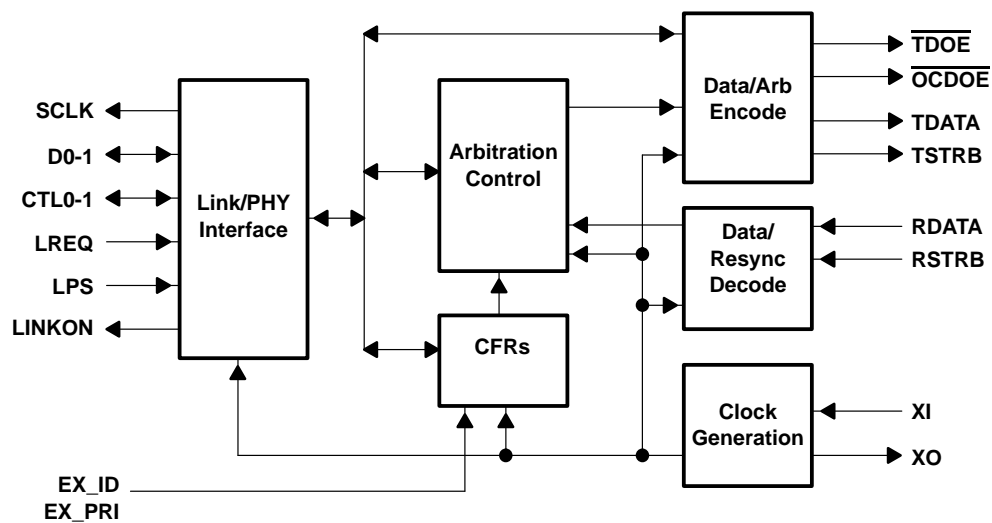 SCLK
D0-1
CTL0-1
LREQ
LPS
LINKON
Link/PHY
Interface
Arbitration
Control
CFRs
Data/Arb
Encode
Data/
Resync
Decode
Clock
Generation
TDOE
OCDOE
TDATA
TSTRB
RDATA
RSTRB
XI
XO
EX_ID
EX_PRI